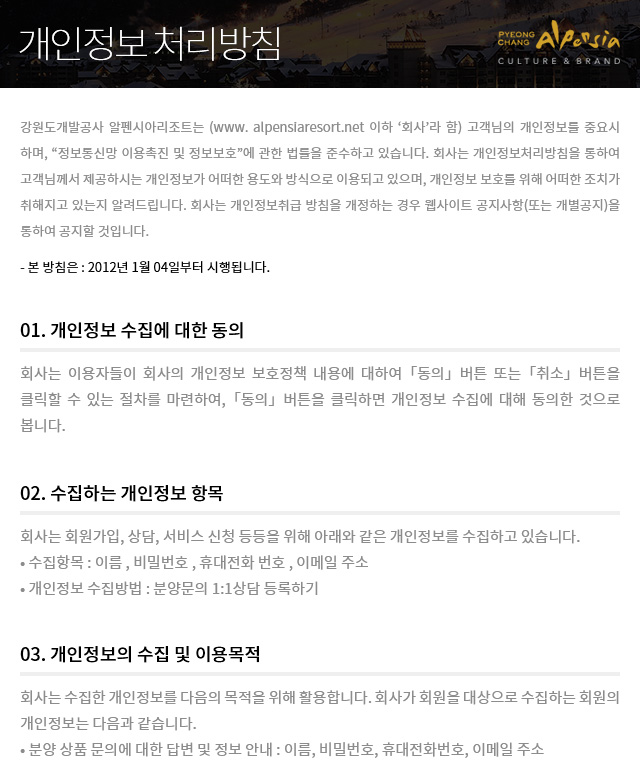 개인정보 처리방침
PYEONG
CHANG
Alpensia
CULTURE & BRAND
강원도개발공사 알펜시아리조트는 (www. alpensiaresort.net 이하 ‘회사’라 함) 고객님의 개인정보를 중요시
하며, “정보통신망 이용촉진 및 정보보호”에 관한 법률을 준수하고 있습니다. 회사는 개인정보처리방침을 통하여
고객님께서 제공하시는 개인정보가 어떠한 용도와 방식으로 이용되고 있으며, 개인정보 보호를 위해 어떠한 조치가
취해지고 있는지 알려드립니다. 회사는 개인정보취급 방침을 개정하는 경우 웹사이트 공지사항(또는 개별공지)을
통하여 공지할 것입니다.
- 본 방침은 : 2012년 1월 04일부터 시행됩니다.
01. 개인정보 수집에 대한 동의
회사는 이용자들이 회사의 개인정보 보호정책 내용에 대하여「동의」버튼 또는「취소」버튼을
클릭할 수 있는 절차를 마련하여,「동의」버튼을 클릭하면 개인정보 수집에 대해 동의한 것으로
봅니다.
02. 수집하는 개인정보 항목
회사는 회원가입, 상담, 서비스 신청 등등을 위해 아래와 같은 개인정보를 수집하고 있습니다.
• 수집항목 : 이름 , 비밀번호 , 휴대전화 번호 , 이메일 주소
• 개인정보 수집방법 : 분양문의 1:1상담 등록하기
03. 개인정보의 수집 및 이용목적
회사는 수집한 개인정보를 다음의 목적을 위해 활용합니다. 회사가 회원을 대상으로 수집하는 회원의
개인정보는 다음과 같습니다.
• 분양 상품 문의에 대한 답변 및 정보 안내 : 이름, 비밀번호, 휴대전화번호, 이메일 주소